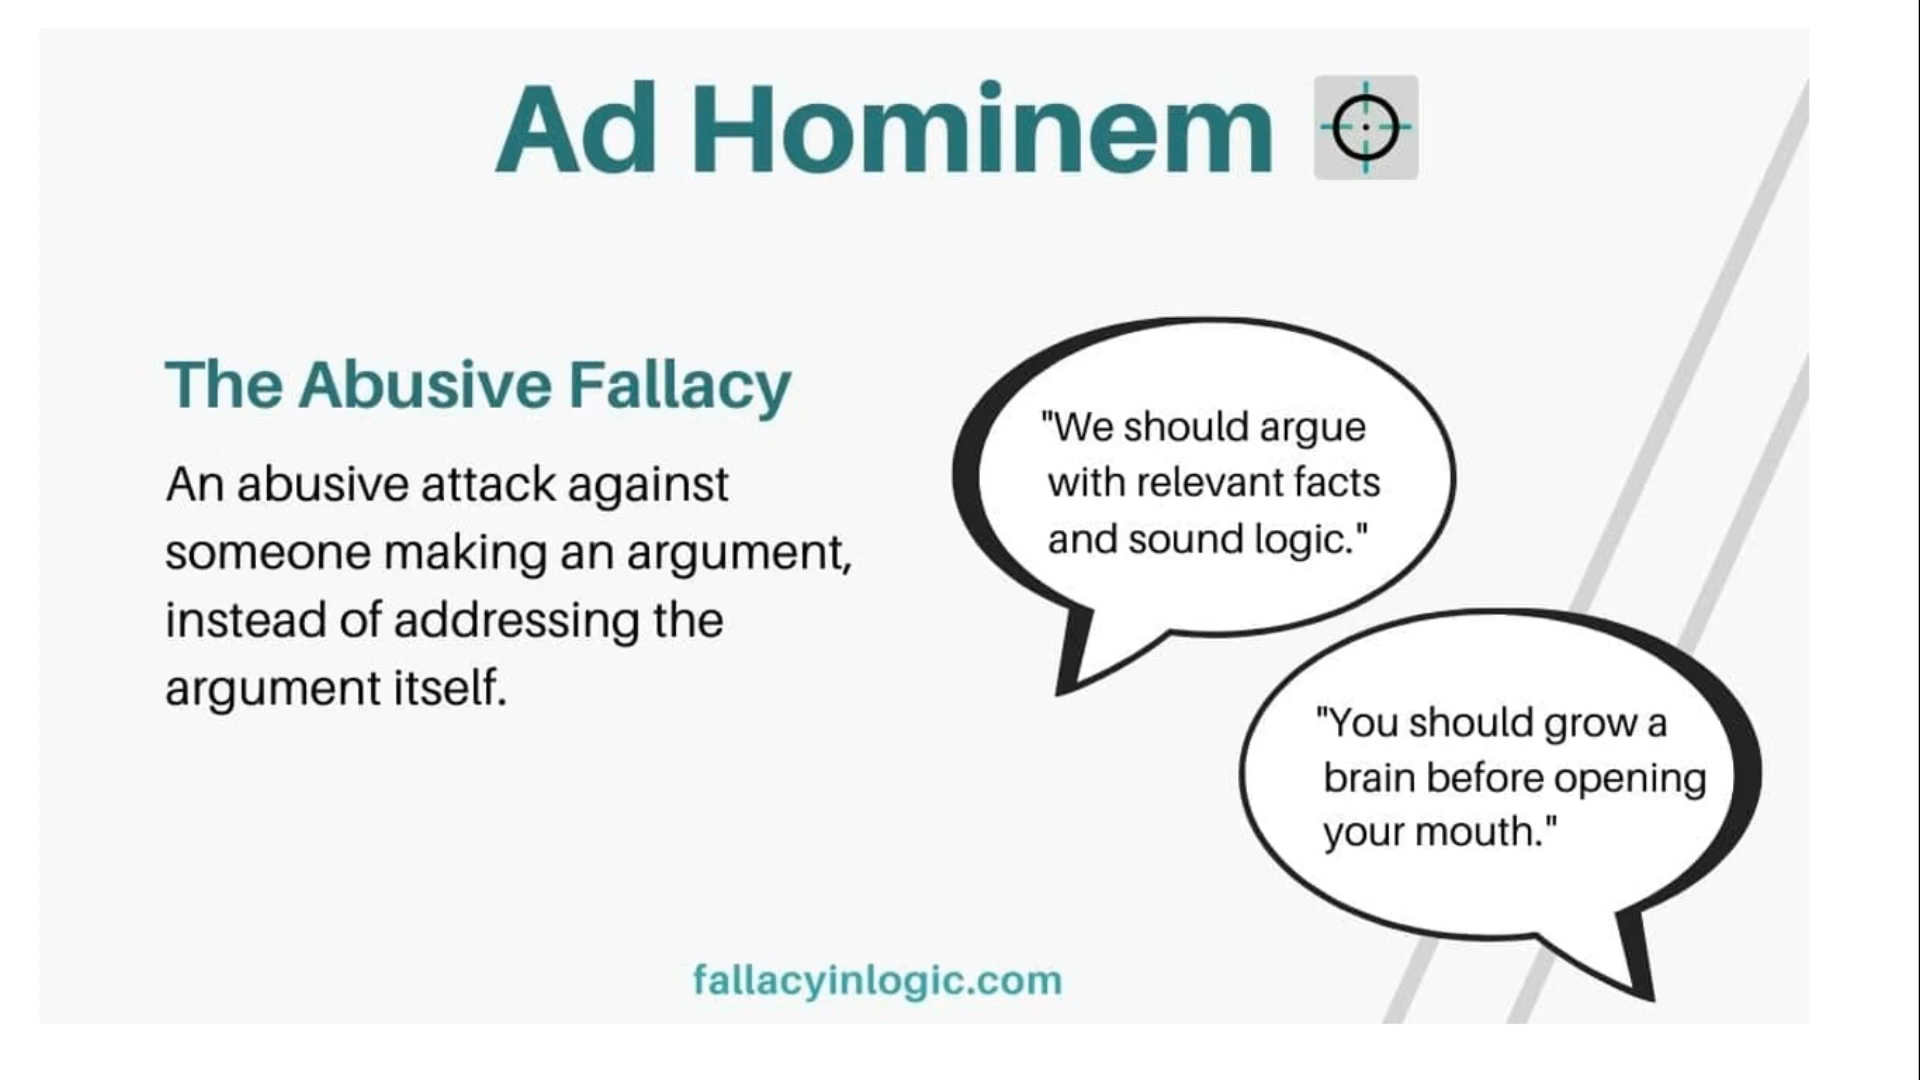 Ad Hominem
The Abusive Fallacy
An abusive attack against
someone making an argument,
instead of addressing the
argument itself.
"We should argue
with relevant facts
and sound logic."
"You should grow a
brain before opening
your mouth."
fallacyinlogic.com